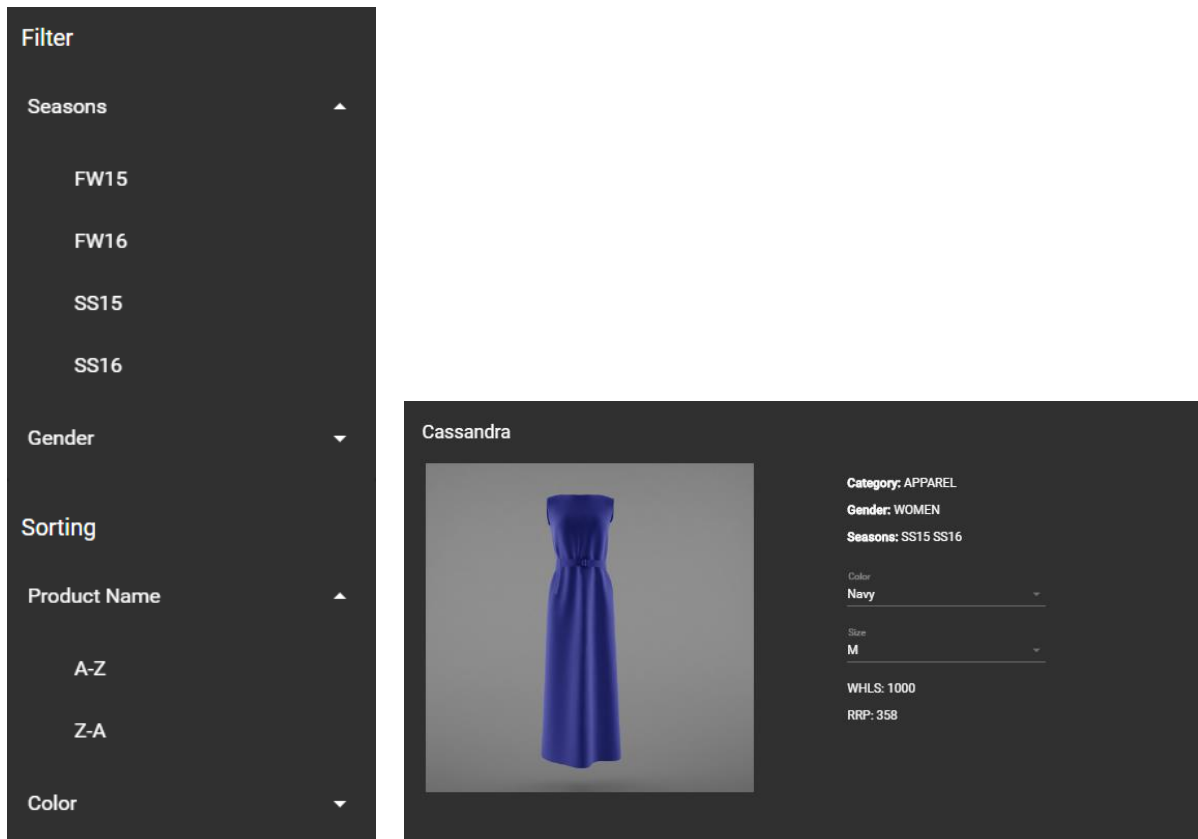 Filter
Seasons
FW15
FW16
SS15
SS16
Gender
Sorting
Product Name
A-Z
Z-A
Color
Cassandra
Category: APPAREL
Gender: WOMEN
Seasons: SS15 SS16
Color
Navy
Size
M
WHLS: 1000
RRP: 358